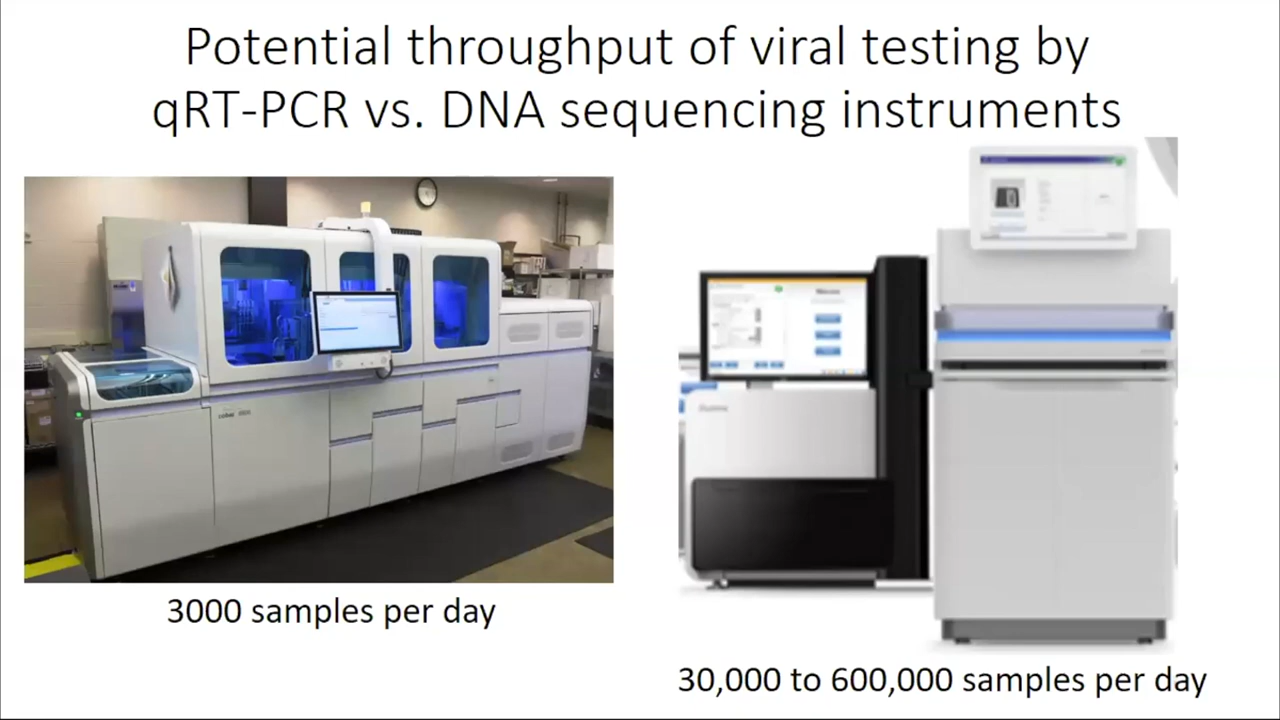 Potential throughput of viral testing by
qRT-PCR vs. DNA sequencing instruments
3000 samples per day
30,000 to 600,000 samples per day